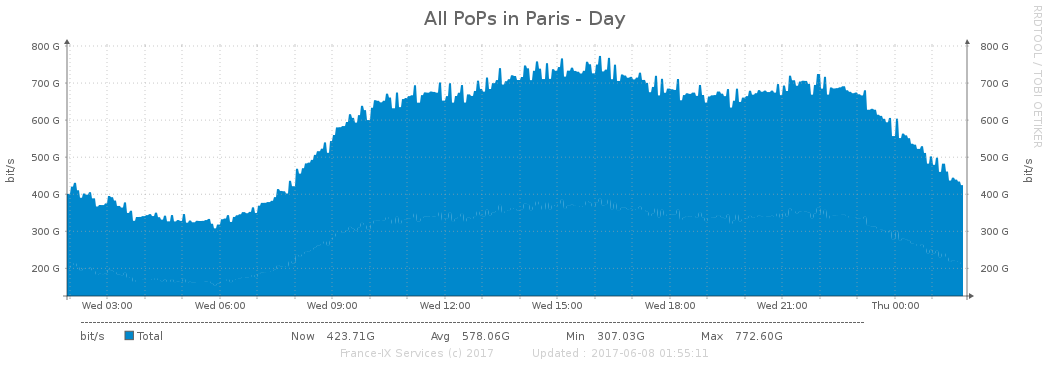 All PoPs in Paris - Day
RRDTOOL / TOBI OETIKER
bit/s
bit/s
800 G 800 G
700 G 700 G
600 G 600 G
500 G 500 G
400 G 400 G
300 G 300 G
200 G 200 G
Wed 03:00 Wed 06:00 Wed 09:00 Wed 12:00 Wed 15:00 Wed 18:00 Wed 21:00 Thu 00:00
bit/s Total Now 423.71G Avg 578.06G Min 307.03G Max 772.60G
France-IX Services (c) 2017 Updated : 2017-06-08 01:55:11